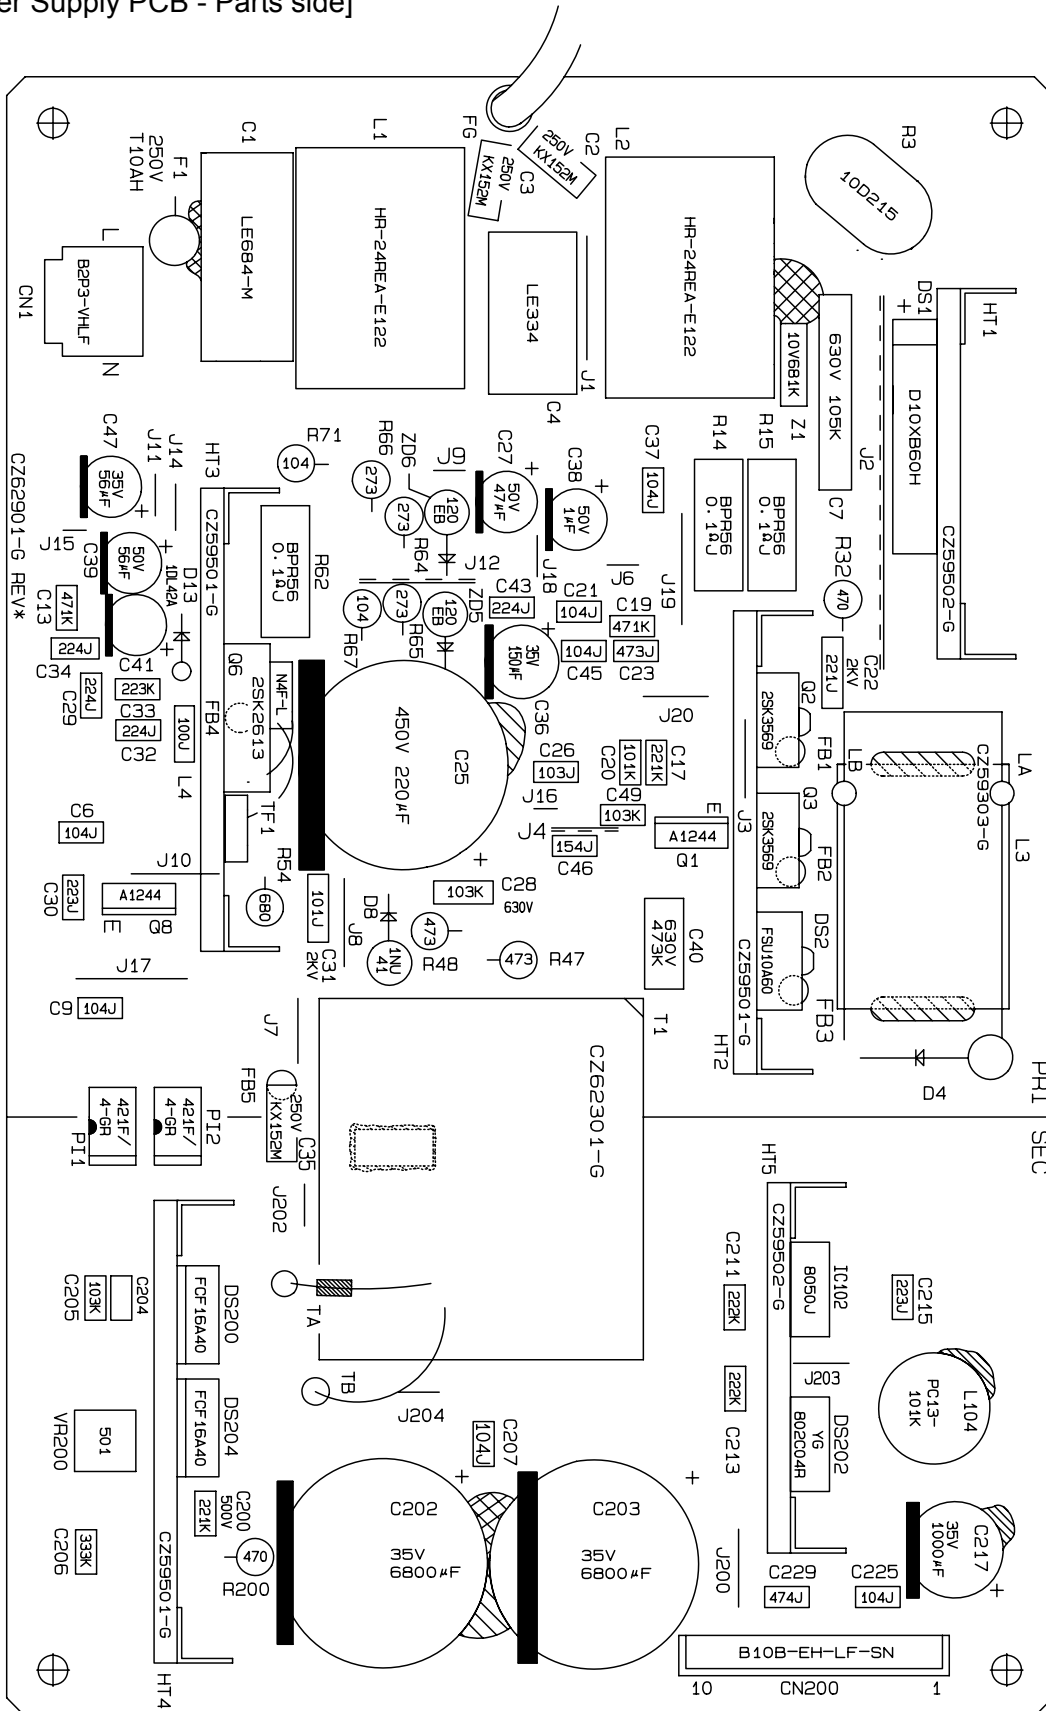 er Supply PCB - Parts side]
R3
10D215
L2
C2
250V
KX152M
FG
C3
250V
KX152M
L1
HR-24REA-E122
C1
LE684-M
F1
250V
T10AH
L
B2P3-VHLF
N
CN1
LE334
J1
C4
HR-24REA-E122
10V681K
Z1
630V 105K
C7
J2
DS1
+
D10XB60H
HT1
CZ59502-G
C47
35V
56µF
+
J11
J14
HT3
CZ59501-G
R71
104
R66
273
ZD6
273
R64
J9
120
EB
C27
50V
47µF
+
C38
50V
1µF
+
C37
104J
R14
BPR56
0.1ΩJ
R15
BPR56
0.1ΩJ
R32
470
CZ62901-G REV*
J15
C39
50V
56µF
+
D13
1DL42A
BPR56
0.1ΩJ
R62
J12
J18
J6
J19
C13
471K
C34
224J
C41
+
104
R67
273
R65
120
EB
ZD5
C43
224J
C21
104J
C19
471K
104J
C45
473J
C23
C22
2KV
221J
C29
224J
223K
C33
224J
C32
100J
L4
FB4
Q6
2SK2613
N4F-L
35V
150µF
+
C36
J20
Q2
2SK3569
FB1
LB
LA
CZ59303-G
L3
450V 220µF
C25
+
C26
103J
C20
101K
221K
C17
J16
C49
103K
J4
154J
C46
E
A1244
Q1
J3
Q3
2SK3569
FB2
C6
104J
TF1
R54
680
J10
C30
223J
A1244
E
Q8
J17
C9
104J
101J
C31
2KV
J8
D8
1NU
41
473
R48
103K
C28
630V
473
R47
630V
473K
C40
CZ59501-G
HT2
DS2
FSU10A60
FB3
D4
PRI
SEC
J7
T1
CZ62301-G
FB5
250V
KX152M
C35
421F/
4-GR
PI1
421F/
4-GR
PI2
J202
HT5
CZ59502-G
C205
103K
C204
FCF16A40
DS200
TA
TB
J204
C211
222K
IC102
8050J
223J
C215
222K
C213
J203
YG
802C04R
DS202
PC13-
101K
L104
501
VR200
FCF16A40
DS204
C207
104J
C206
333K
C200
500V
221K
470
R200
CZ59501-G
HT4
C202
35V
6800µF
+
C203
35V
6800µF
+
J200
C229
474J
C225
104J
C217
35V
1000µF
+
B10B-EH-LF-SN
10
CN200
1